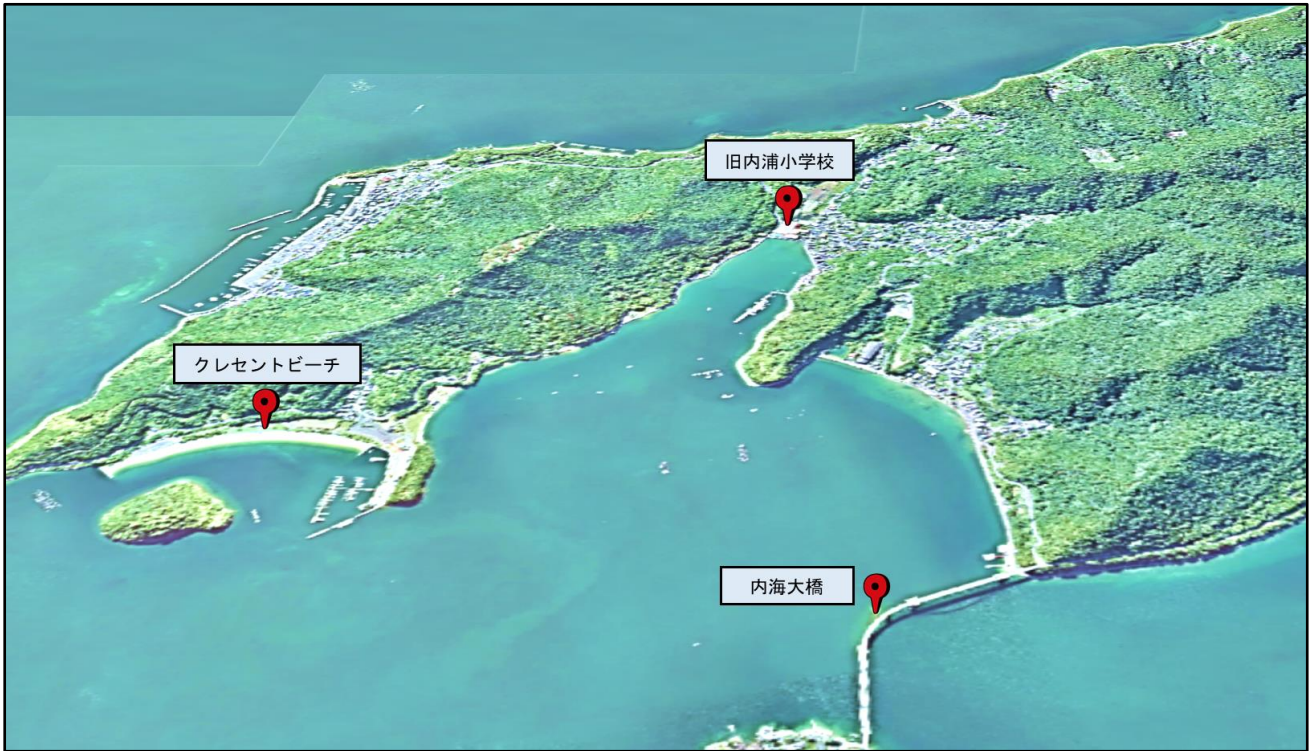 旧内浦小学校
クレセントビーチ
内海大橋